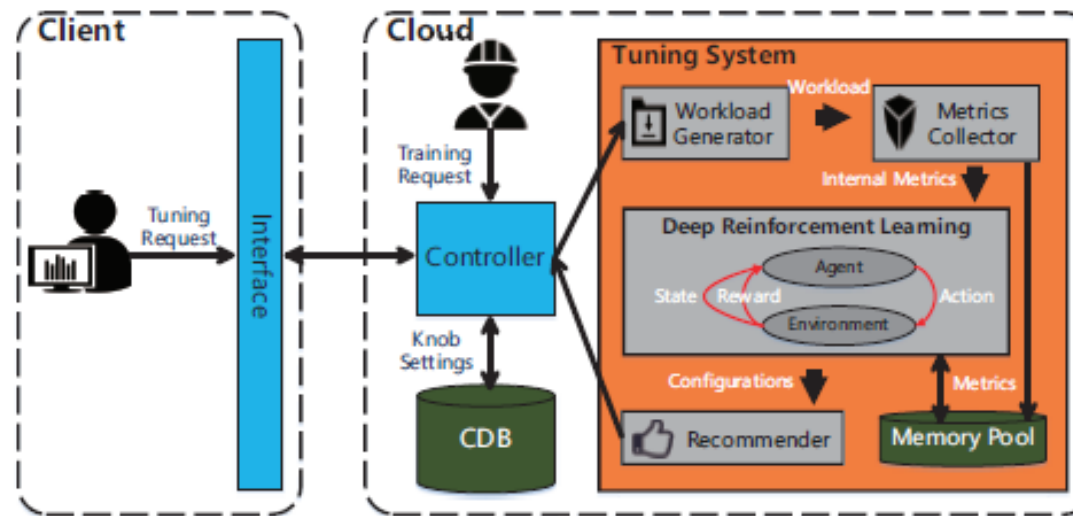 Client
Cloud
Tuning System
Workload
Workload
Generator
Metrics
Collector
Training
Request
Internal Metrics
Tuning
Request
Interface
Controller
Deep Reinforcement Learning
Agent
State
Reward
Action
Environment
Knob
Settings
Configurations
Metrics
CDB
Recommender
Memory Pool